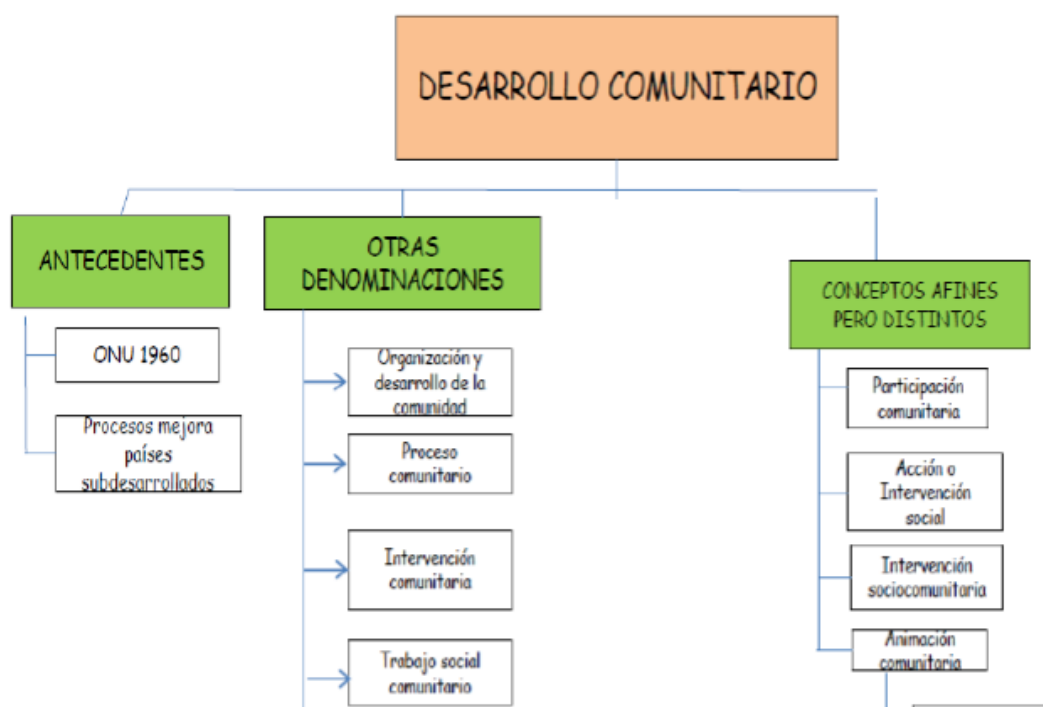 DESARROLLO COMUNITARIO
ANTECEDENTES
ONU 1960
Procesos mejora
países
subdesarrollados
OTRAS
DENOMINACIONES
Organización y
desarrollo de la
comunidad
Proceso
comunitario
Intervención
comunitaria
Trabajo social
comunitario
CONCEPTOS AFINES
PERO DISTINTOS
Participación
comunitaria
Acción o
Intervención
social
Intervención
sociocomunitaria
Animación
comunitaria